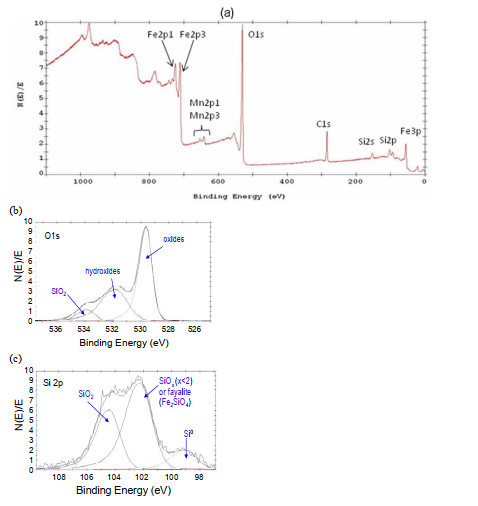 (a)
N(E)/E
10
9
8
7
6
5
4
3
2
1
0
Fe2p1 Fe2p3
O1s
Mn2p1
Mn2p3
C1s
Si2s Si2p
Fe3p
1000 800 600 400 200 0
Binding Energy (eV)
(b)
N(E)/E
10
9
8
7
6
5
4
3
2
1
0
O1s
oxides
hydroxides
SiO2
536 534 532 530 528 526
Binding Energy (eV)
(c)
N(E)/E
10
9
8
7
6
5
4
3
2
1
0
Si 2p
SiO2
SiOx(x<2)
or fayalite
(Fe2SiO4)
108 106 104 102 100 98
Binding Energy (eV)